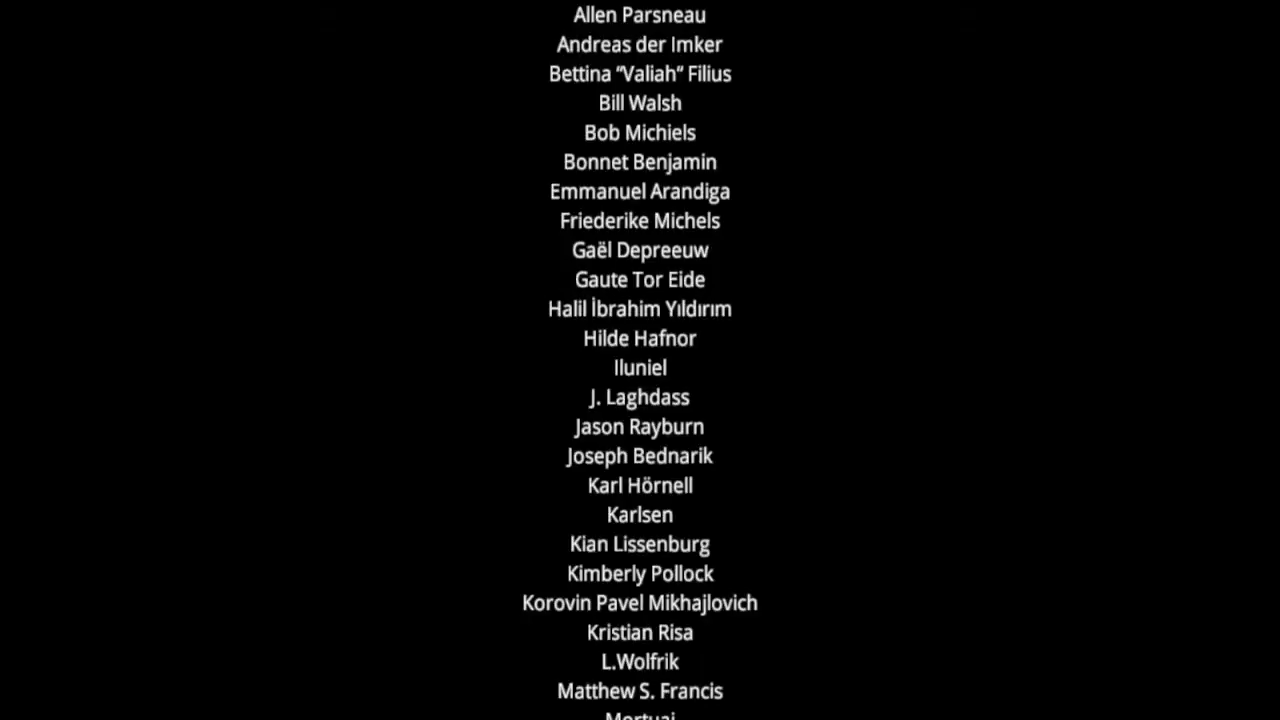 Allen Parsneau
Andreas der Imker
Bettina “Valiah” Filius
Bill Walsh
Bob Michiels
Bonnet Benjamin
Emmanuel Arandiga
Friederike Michels
Gaël Depreeuw
Gaute Tor Eide
Halil İbrahim Yıldırım
Hilde Hafnor
Iluniel
J. Laghdass
Jason Rayburn
Joseph Bednarik
Karl Hörnell
Karlsen
Kian Lissenburg
Kimberly Pollock
Korovin Pavel Mikhajlovich
Kristian Risa
L.Wolfrik
Matthew S. Francis